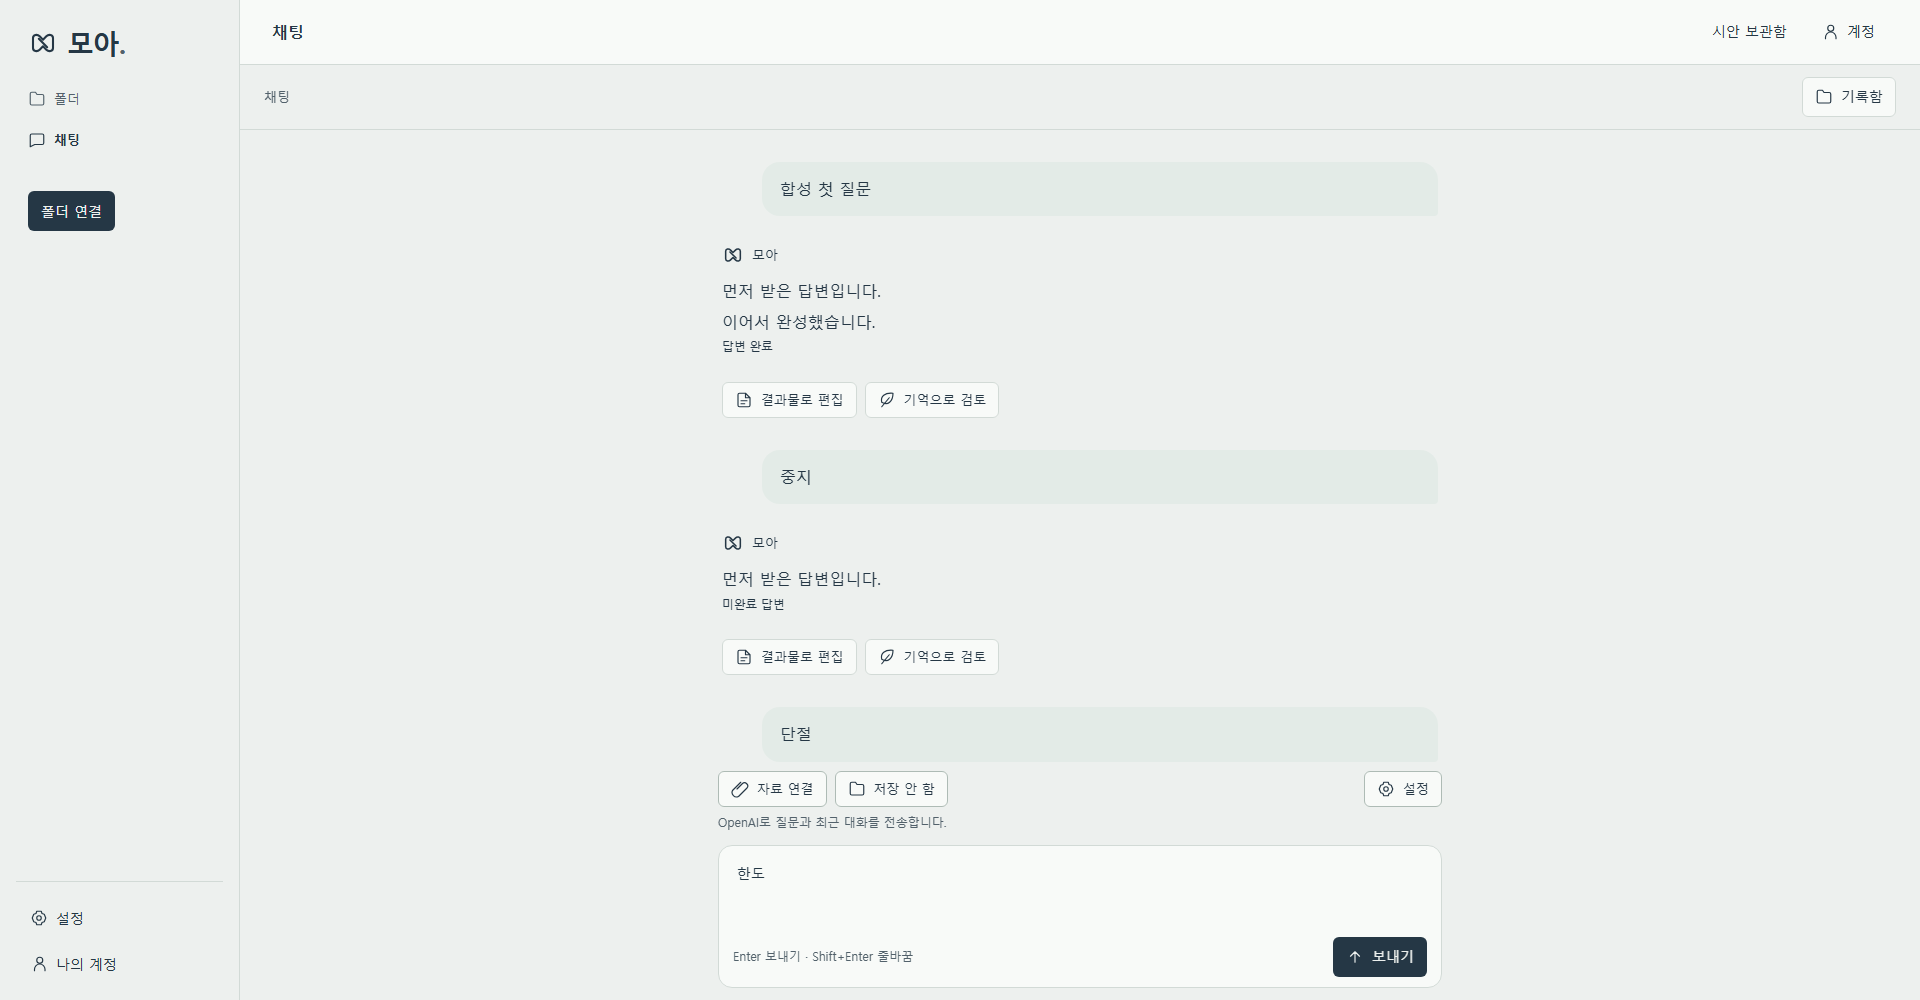 모아.
폴더
채팅
폴더 연결
설정
나의 계정
채팅
시안 보관함
계정
채팅
기록함
합성 첫 질문
모아
먼저 받은 답변입니다.
이어서 완성했습니다.
답변 완료
결과물로 편집
기억으로 검토
중지
모아
먼저 받은 답변입니다.
미완료 답변
결과물로 편집
기억으로 검토
단절
자료 연결
저장 안 함
설정
OpenAI로 질문과 최근 대화를 전송합니다.
한도
Enter 보내기 · Shift+Enter 줄바꿈
보내기